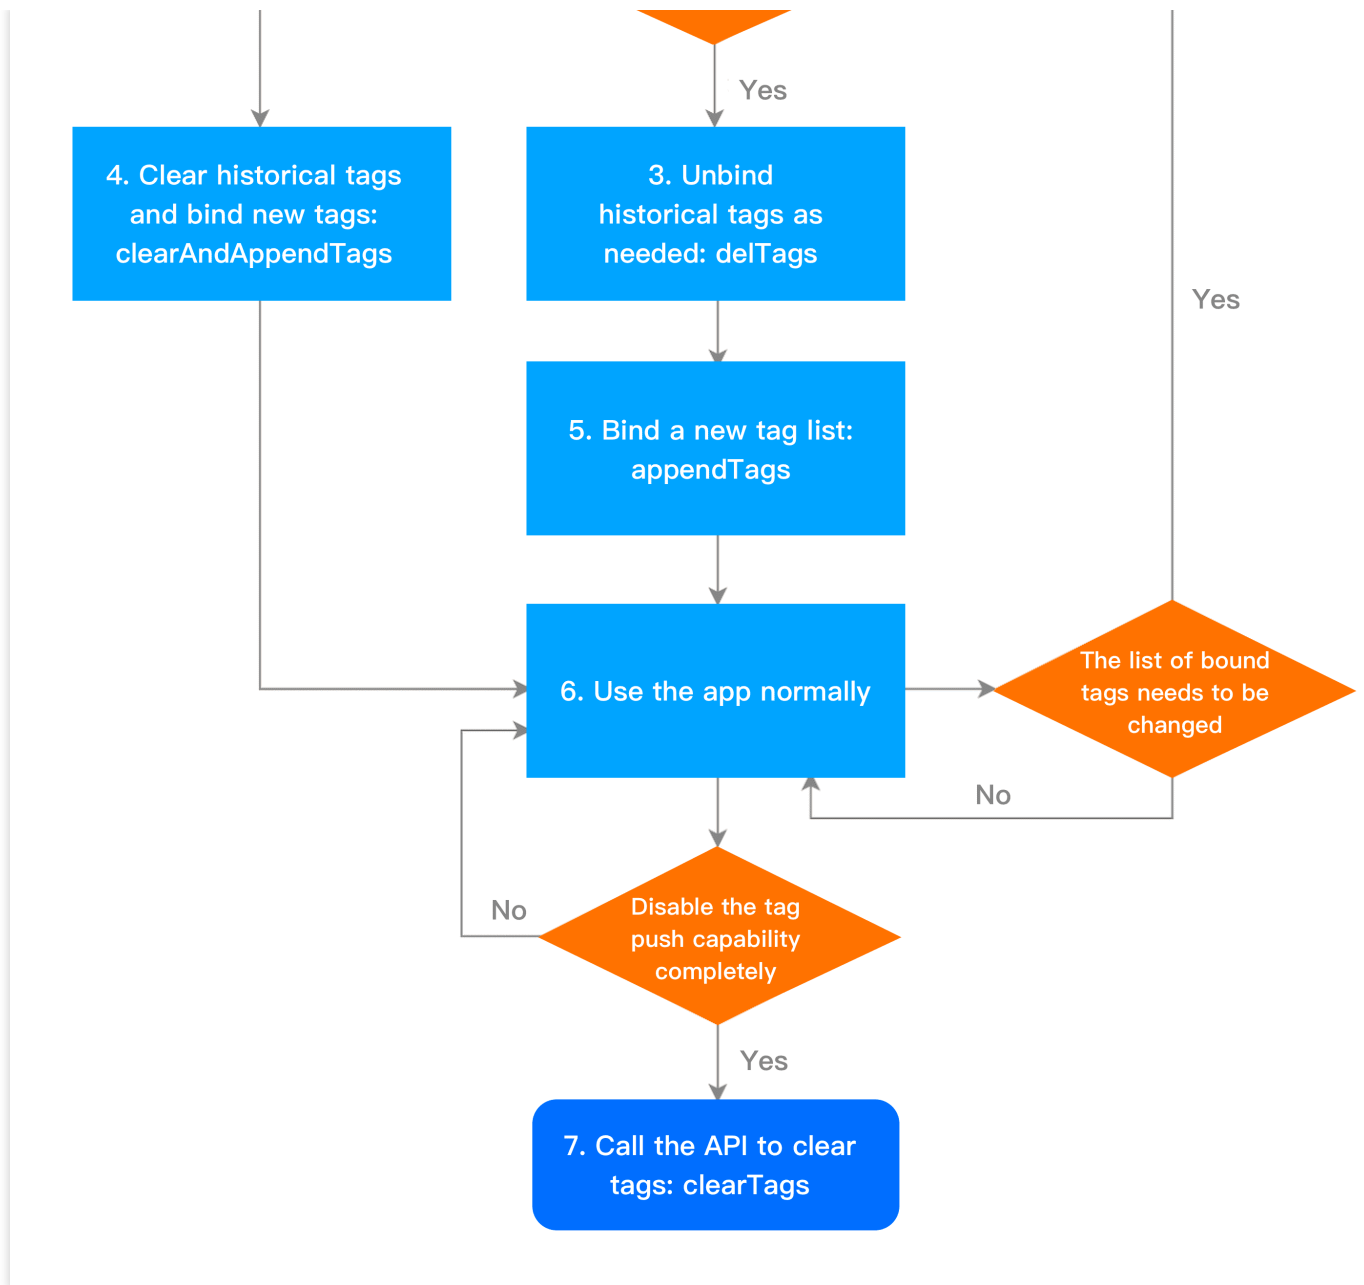 Yes
4. Clear historical tags
and bind new tags:
clearAndAppendTags
3. Unbind
historical tags as
needed: delTags
Yes
5. Bind a new tag list:
appendTags
6. Use the app normally
The list of bound
tags needs to be
changed
No
No
Disable the tag
push capability
completely
Yes
7. Call the API to clear
tags: clearTags